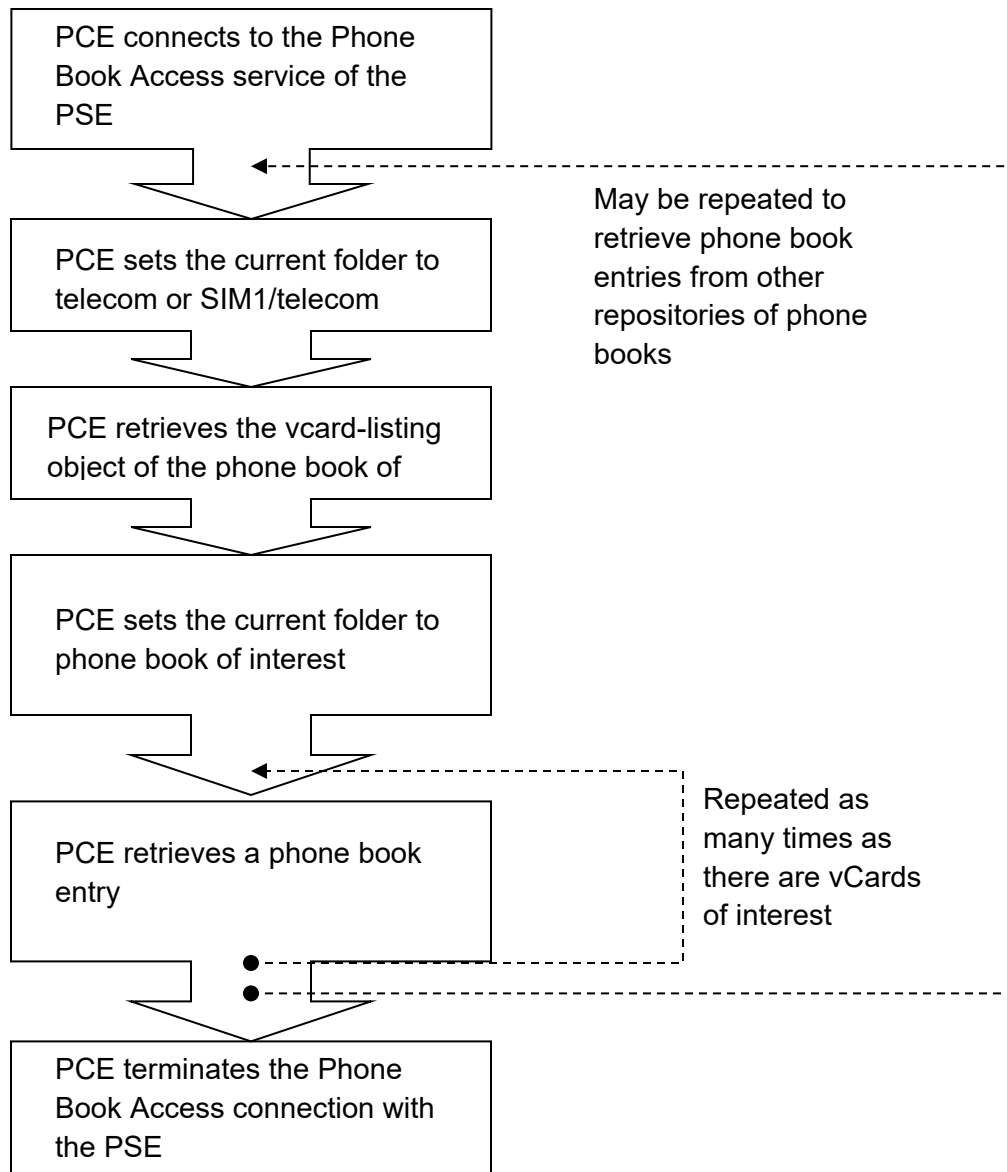 PCE connects to the Phone
Book Access service of the
PSE
May be repeated to
retrieve phone book
entries from other
repositories of phone
books
PCE sets the current folder to
telecom or SIM1/telecom
PCE retrieves the vcard-listing
object of the phone book of
PCE sets the current folder to
phone book of interest
Repeated as
many times as
there are vCards
of interest
PCE retrieves a phone book
entry
PCE terminates the Phone
Book Access connection with
the PSE